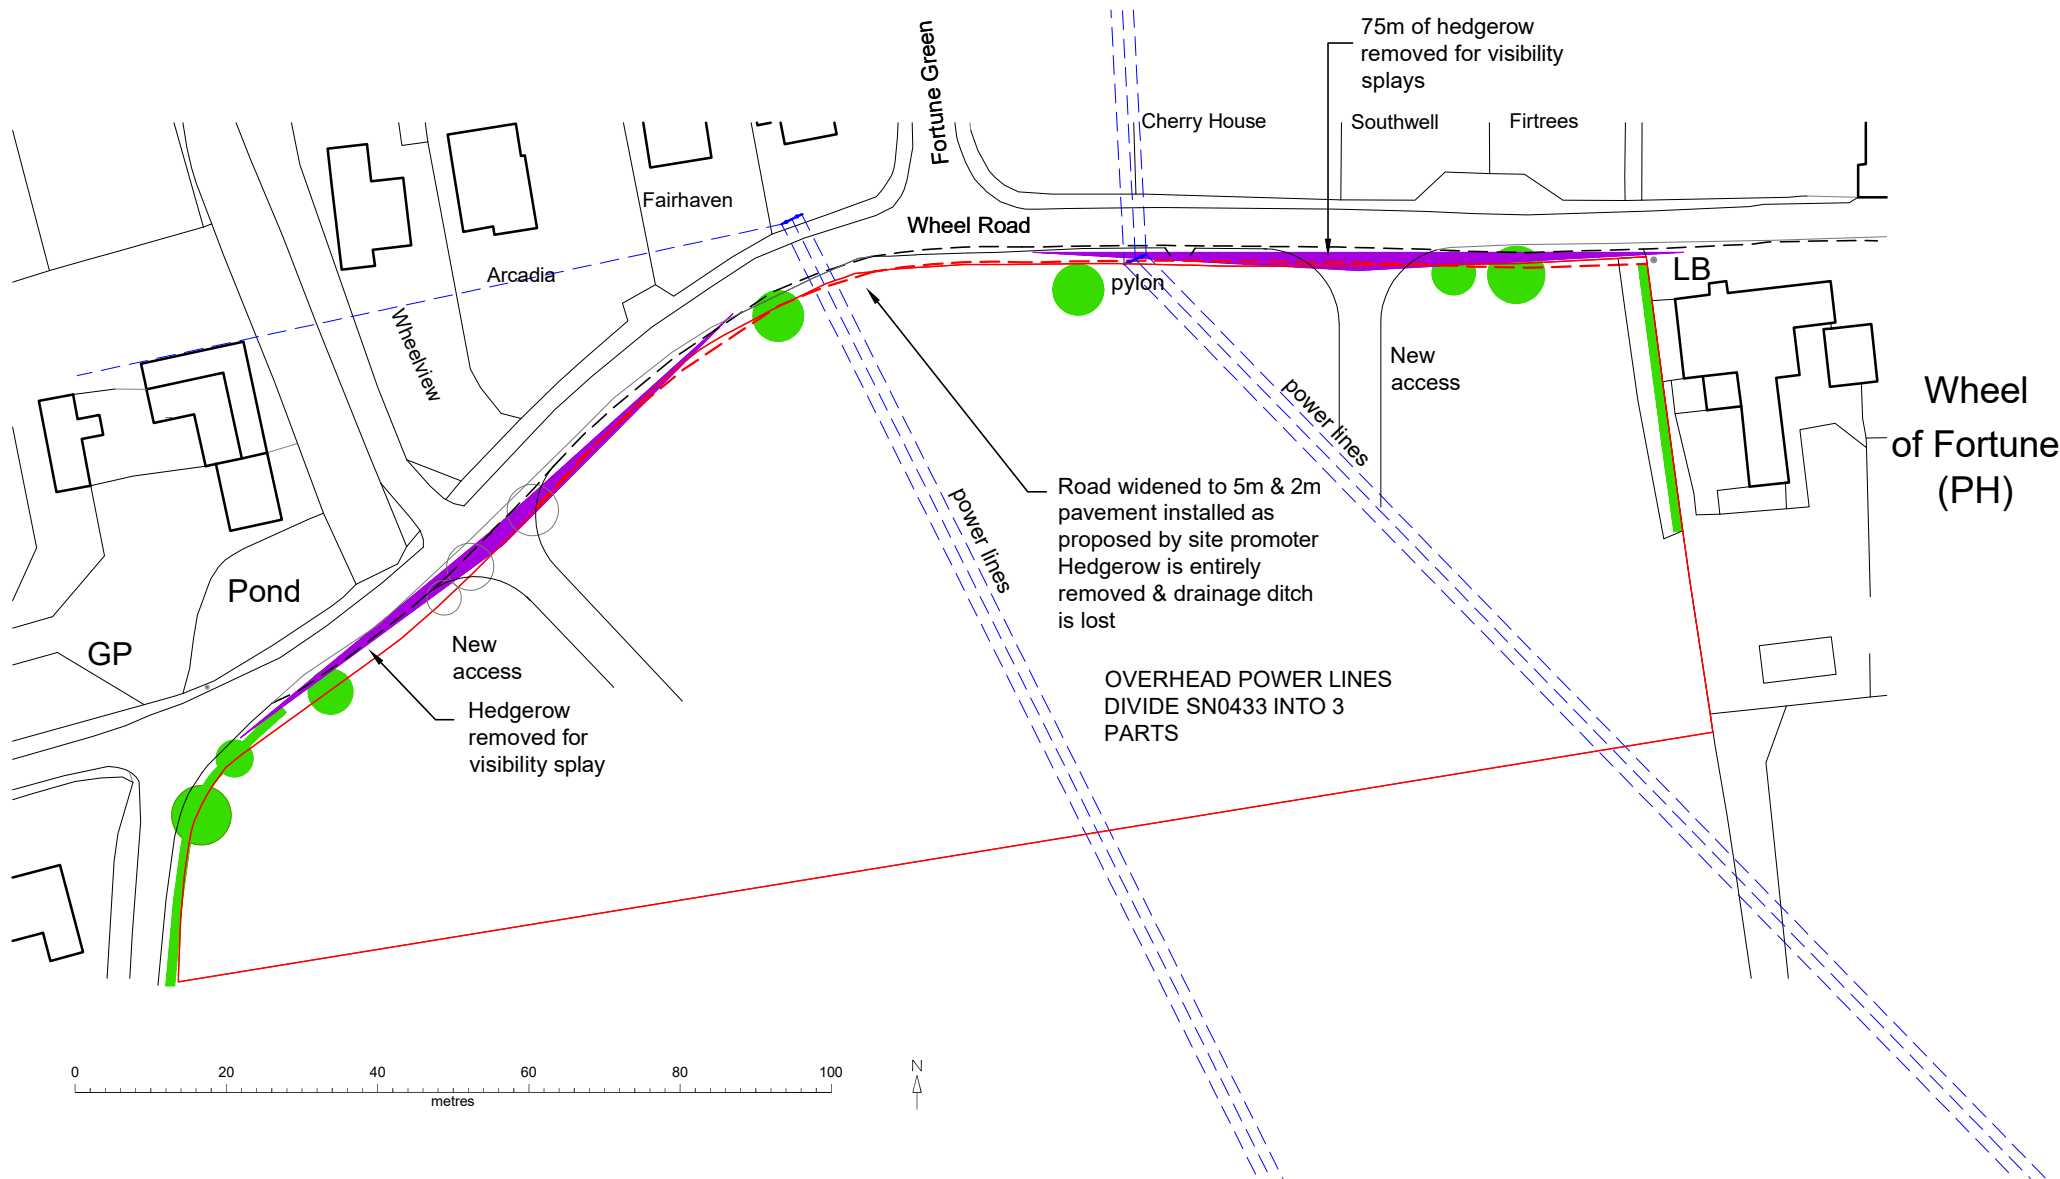 75m of hedgerow
removed for visibility
splays
Fortune Green
Cherry House
Southwell
Firtrees
Fairhaven
Wheel Road
Arcadia
pylon
LB
Wheelview
New
access
Wheel
of Fortune
(PH)
power lines
power lines
Road widened to 5m & 2m
pavement installed as
proposed by site promoter
Hedgerow is entirely
removed & drainage ditch
is lost
Pond
GP
New
access
OVERHEAD POWER LINES
DIVIDE SN0433 INTO 3
PARTS
Hedgerow
removed for
visibility splay
0 20 40 60 80 100
metres
N